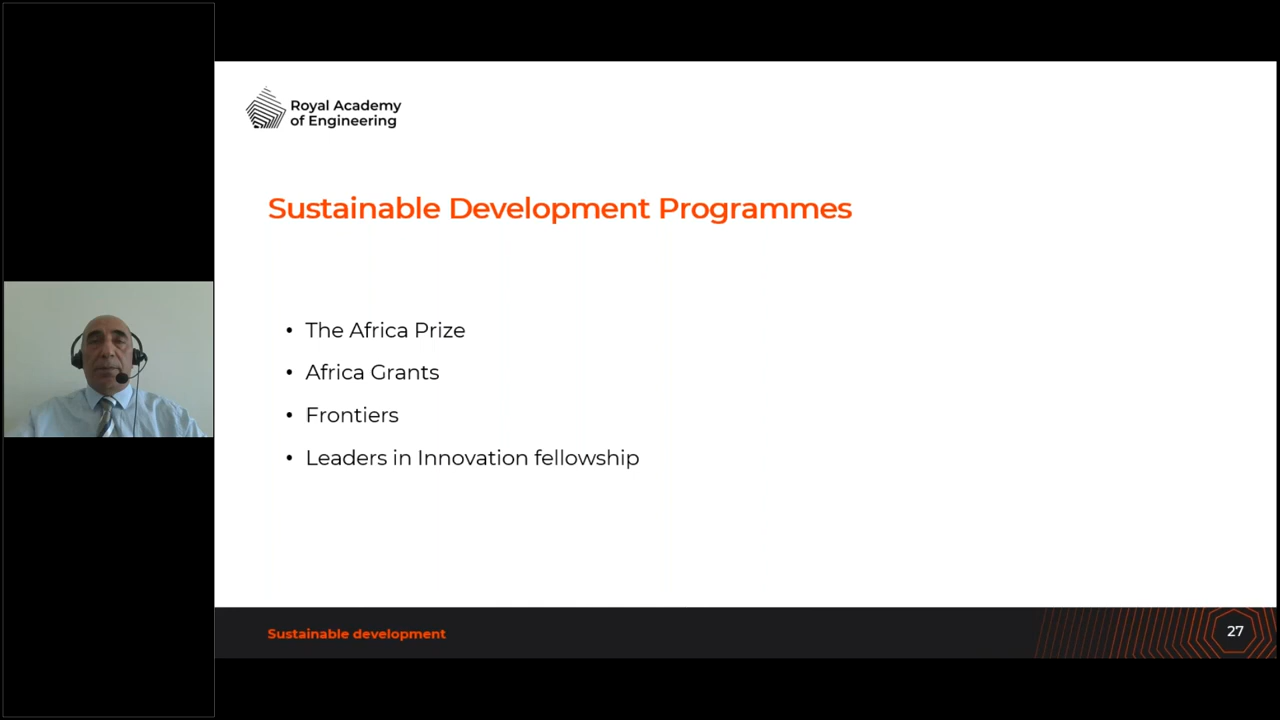 Royal Academy
of Engineering
Sustainable Development Programmes
• The Africa Prize
• Africa Grants
• Frontiers
• Leaders in Innovation fellowship
Sustainable development
27